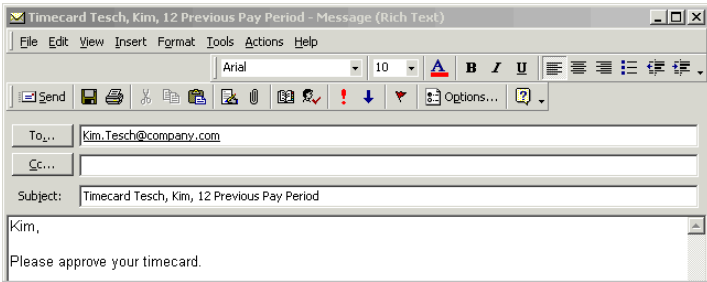 Timecard Tesch, Kim, 12 Previous Pay Period - Message (Rich Text)
File Edit View Insert Format Tools Actions Help
Arial 10 A B I U
Send Options...
To... Kim.Tesch@company.com
Cc...
Subject: Timecard Tesch, Kim, 12 Previous Pay Period
Kim,
Please approve your timecard.